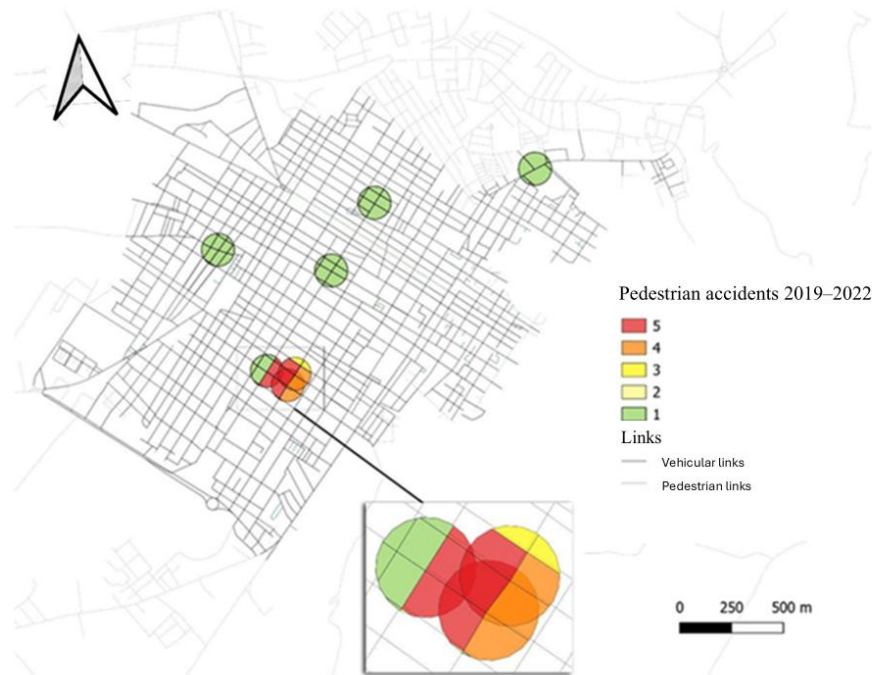 Pedestrian accidents 2019–2022
5
4
3
2
1
Links
Vehicular links
Pedestrian links
0 250 500 m